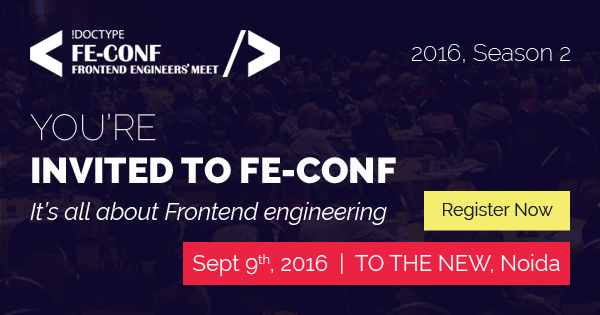 !DOCTYPE
FE-CONF
FRONTEND ENGINEERS' MEET
2016, Season 2
YOU'RE
INVITED TO FE-CONF
It's all about Frontend engineering
Register Now
Sept 9th, 2016 | TO THE NEW, Noida